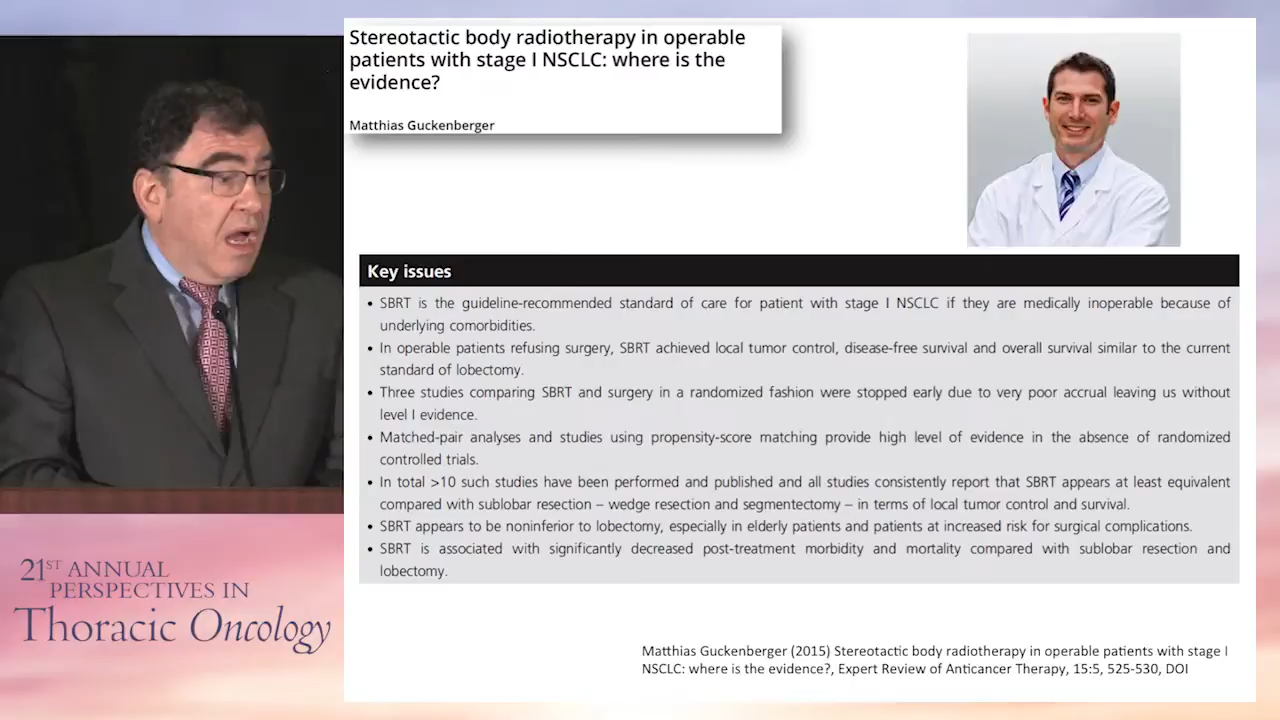 Stereotactic body radiotherapy in operable
patients with stage I NSCLC: where is the
evidence?
Matthias Guckenberger
Key issues
• SBRT is the guideline-recommended standard of care for patient with stage I NSCLC if they are medically inoperable because of
underlying comorbidities.
• In operable patients refusing surgery, SBRT achieved local tumor control, disease-free survival and overall survival similar to the current
standard of lobectomy.
• Three studies comparing SBRT and surgery in a randomized fashion were stopped early due to very poor accrual leaving us without
level I evidence.
• Matched-pair analyses and studies using propensity-score matching provide high level of evidence in the absence of randomized
controlled trials.
• In total >10 such studies have been performed and published and all studies consistently report that SBRT appears at least equivalent
compared with sublobar resection – wedge resection and segmentectomy – in terms of local tumor control and survival.
• SBRT appears to be noninferior to lobectomy, especially in elderly patients and patients at increased risk for surgical complications.
• SBRT is associated with significantly decreased post-treatment morbidity and mortality compared with sublobar resection and
lobectomy.
Matthias Guckenberger (2015) Stereotactic body radiotherapy in operable patients with stage I
NSCLC: where is the evidence?, Expert Review of Anticancer Therapy, 15:5, 525-530, DOI
21ST ANNUAL
PERSPECTIVES IN
Thoracic Oncology